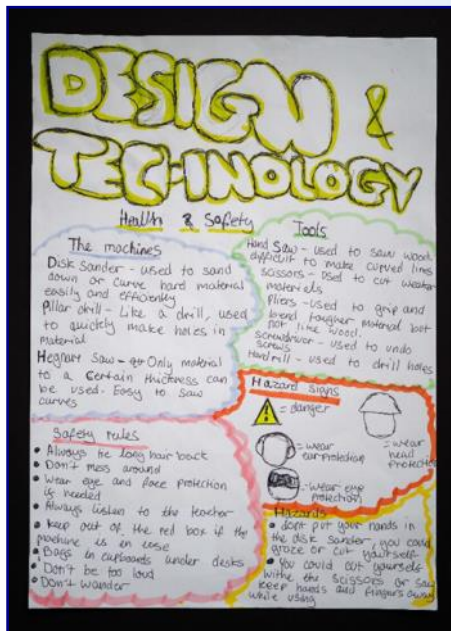 DESIGN &
TECHNOLOGY
Health & Safety
The machines
Disk sander - used to sand
down or curve hard material
easily and efficiently
Pillar drill - Like a drill, used
to quickly make holes in
material
Hegner saw - Only material
to a certain thickness can
be used. Easy to saw
curves
Tools
Hand Saw - used to saw wood
difficult to make curved lines
scissors - used to cut weaker
materials
Pliers - used to grip and
bend tougher material but
not like wood.
screwdriver - used to undo
screws
Handrill - used to drill holes
Hazard signs
= danger
= wear
ear protection
= wear
head
protection
= wear eye
protection
Safety rules
• Always tie long hair back
• Don't mess around
• Wear eye and face protection
if needed
• Always listen to the teacher
• keep out of the red box if the
machine is in use
• Bags in cupboards under desks
• Don't be too loud
• Don't wander
Hazards
• dont put your hands in
the disk sander, you could
graze or cut yourself
• You could cut yourself
withe the scissors or saw
keep hands and fingers away
while using